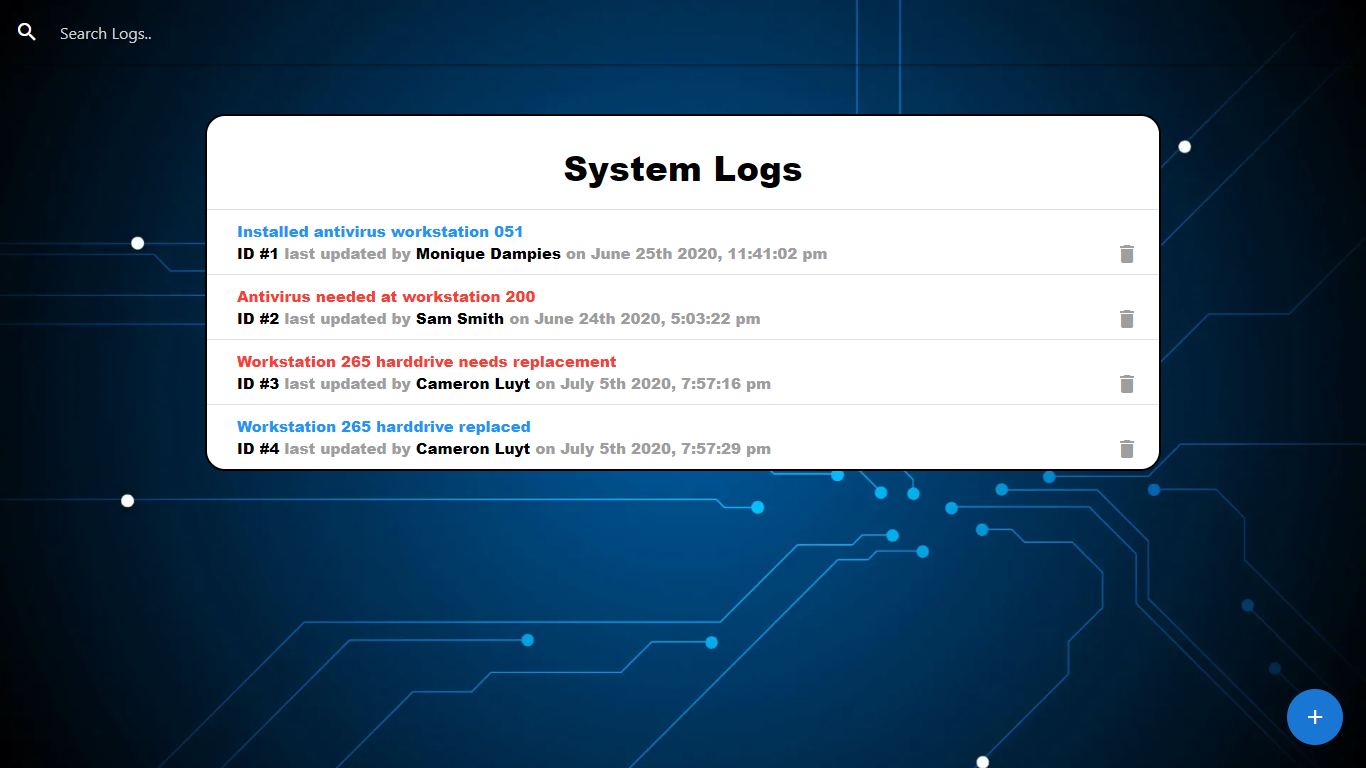 Search Logs..
System Logs
Installed antivirus workstation 051
ID #1 last updated by Monique Dampies on June 25th 2020, 11:41:02 pm
Antivirus needed at workstation 200
ID #2 last updated by Sam Smith on June 24th 2020, 5:03:22 pm
Workstation 265 harddrive needs replacement
ID #3 last updated by Cameron Luyt on July 5th 2020, 7:57:16 pm
Workstation 265 harddrive replaced
ID #4 last updated by Cameron Luyt on July 5th 2020, 7:57:29 pm